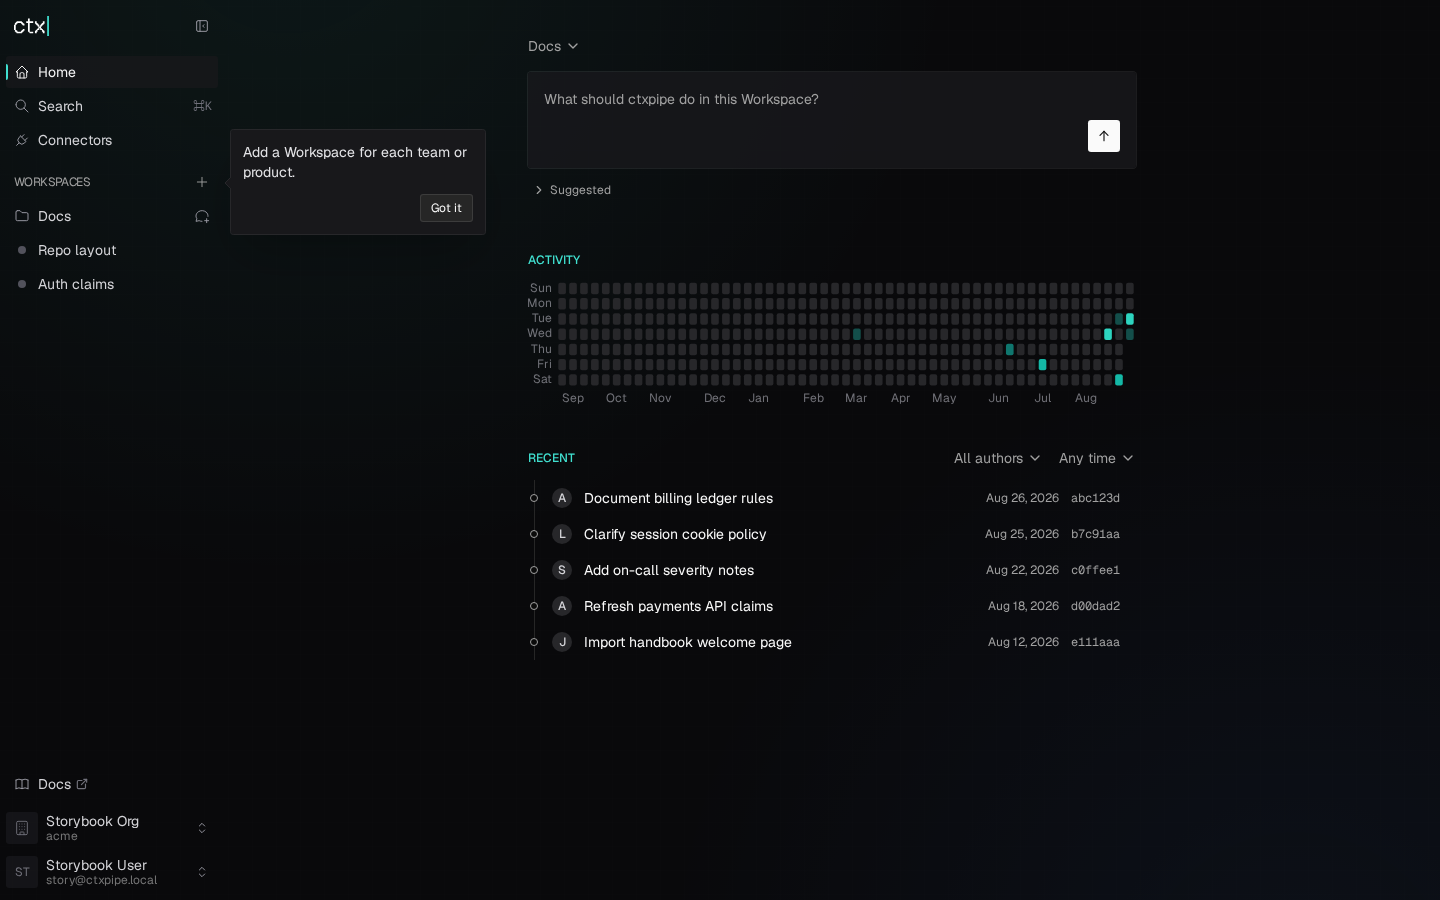 ctx
Home
Search ⌘K
Connectors
WORKSPACES
Docs
Repo layout
Auth claims
Add a Workspace for each team or
product.
Got it
Docs
What should ctxpipe do in this Workspace?
Suggested
ACTIVITY
Sun
Mon
Tue
Wed
Thu
Fri
Sat
Sep Oct Nov Dec Jan Feb Mar Apr May Jun Jul Aug
RECENT All authors Any time
A Document billing ledger rules Aug 26, 2026 abc123d
L Clarify session cookie policy Aug 25, 2026 b7c91aa
S Add on-call severity notes Aug 22, 2026 c0ffee1
A Refresh payments API claims Aug 18, 2026 d00dad2
J Import handbook welcome page Aug 12, 2026 e111aaa
Docs
Storybook Org
acme
ST Storybook User
story@ctxpipe.local